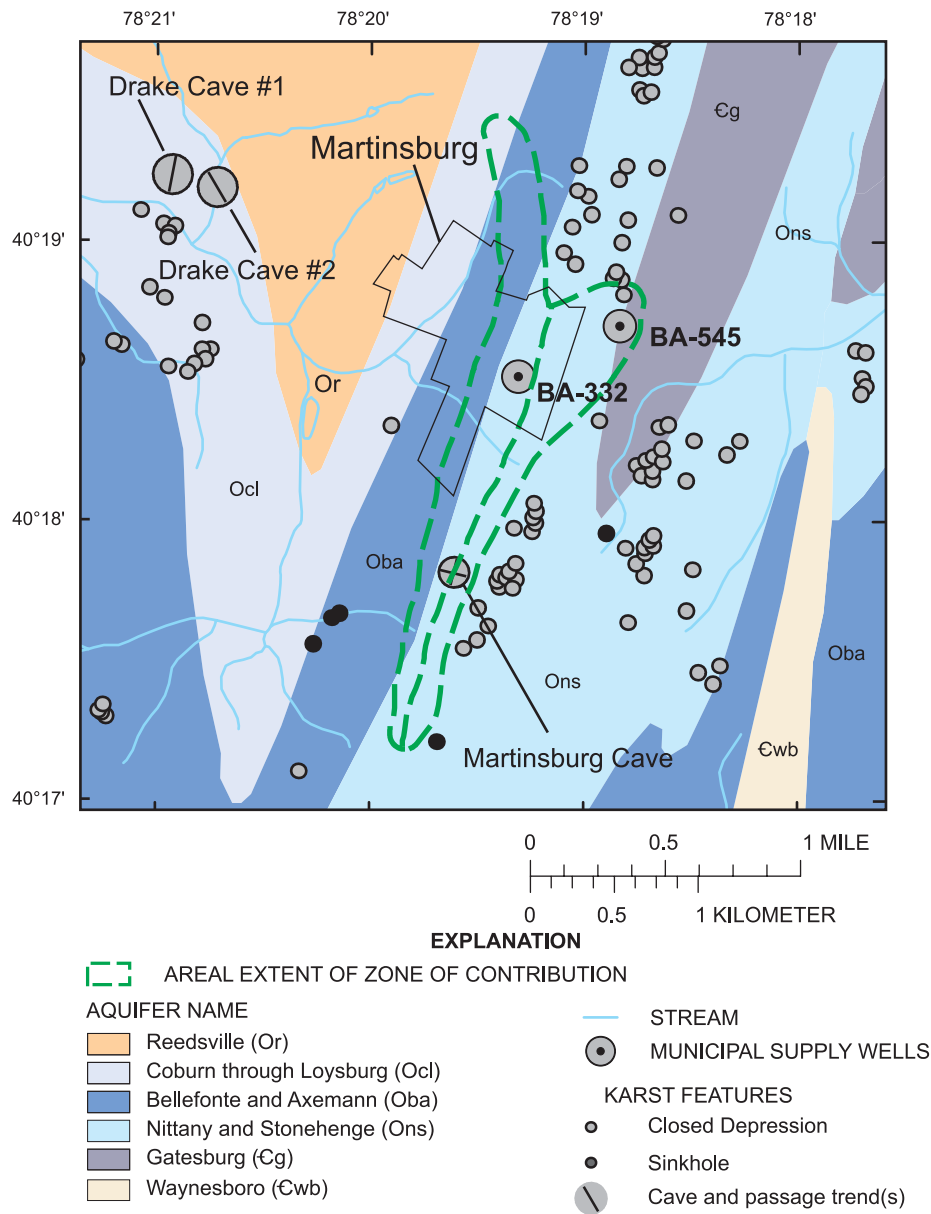 78°21'
78°20'
78°19'
78°18'
Drake Cave #1
Martinsburg
Єg
40°19'
Ons
Drake Cave #2
BA-545
Or
BA-332
Ocl
40°18'
Oba
Oba
Ons
Єwb
Martinsburg Cave
40°17'
0
0.5
1 MILE
0
0.5
1 KILOMETER
EXPLANATION
AREAL EXTENT OF ZONE OF CONTRIBUTION
AQUIFER NAME
Reedsville (Or)
Coburn through Loysburg (Ocl)
Bellefonte and Axemann (Oba)
Nittany and Stonehenge (Ons)
Gatesburg (Єg)
Waynesboro (Єwb)
STREAM
MUNICIPAL SUPPLY WELLS
KARST FEATURES
Closed Depression
Sinkhole
Cave and passage trend(s)